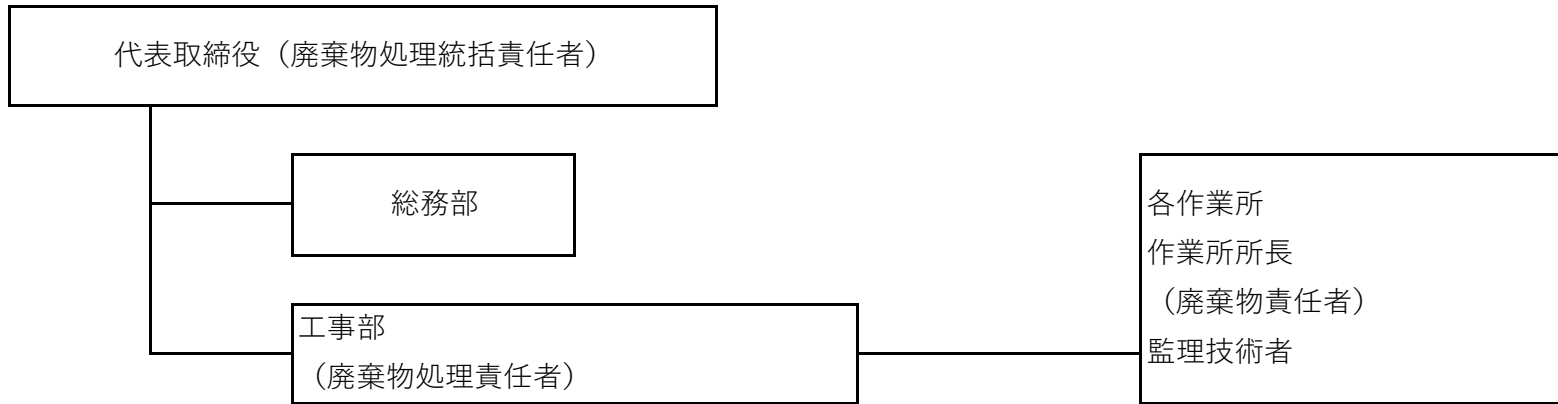 代表取締役（廃棄物処理統括責任者）
総務部
各作業所
作業所所長
（廃棄物責任者）
監理技術者
工事部
（廃棄物処理責任者）